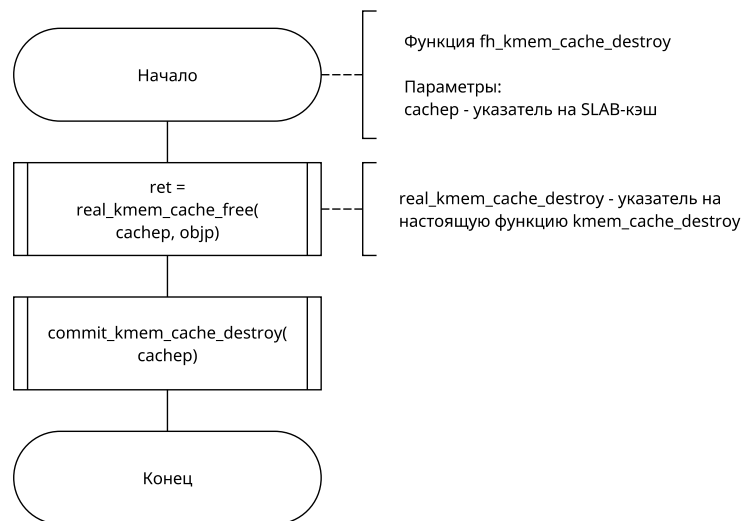 Начало
Функция fh_kmem_cache_destroy
Параметры:
cachep - указатель на SLAB-кэш
ret =
real_kmem_cache_free(
cachep, objp)
real_kmem_cache_destroy - указатель на
настоящую функцию kmem_cache_destroy
commit_kmem_cache_destroy(
cachep)
Конец